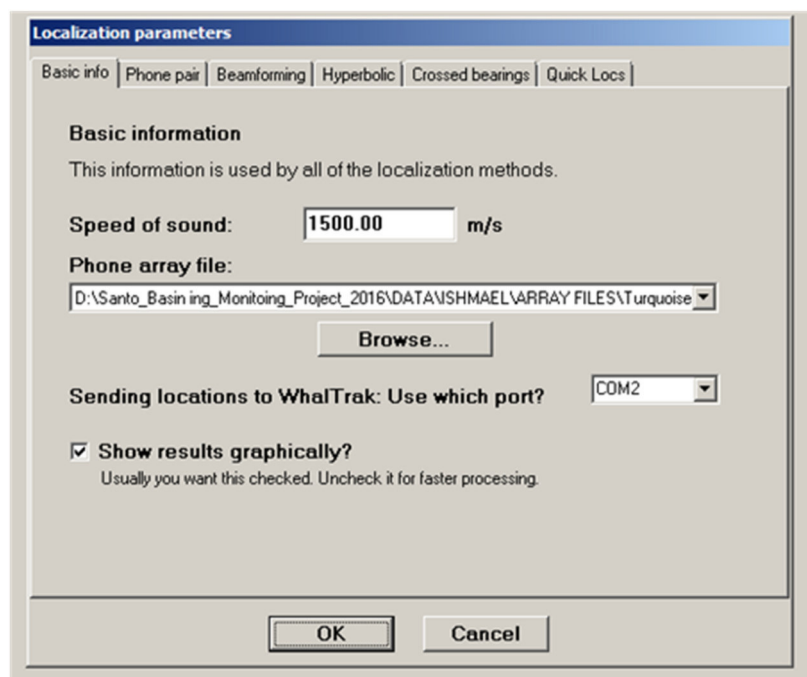 Localization parameters
Basic info Phone pair Beamforming Hyperbolic Crossed bearings Quick Locs
Basic information
This information is used by all of the localization methods.
Speed of sound: 1500.00 m/s
Phone array file:
D:\Santo_Basin ing_Monitoing_Project_2016\DATA\ISHMAEL\ARRAY FILES\Turquoise
Browse...
Sending locations to WhalTrak: Use which port? COM2
Show results graphically?
Usually you want this checked. Uncheck it for faster processing.
OK Cancel